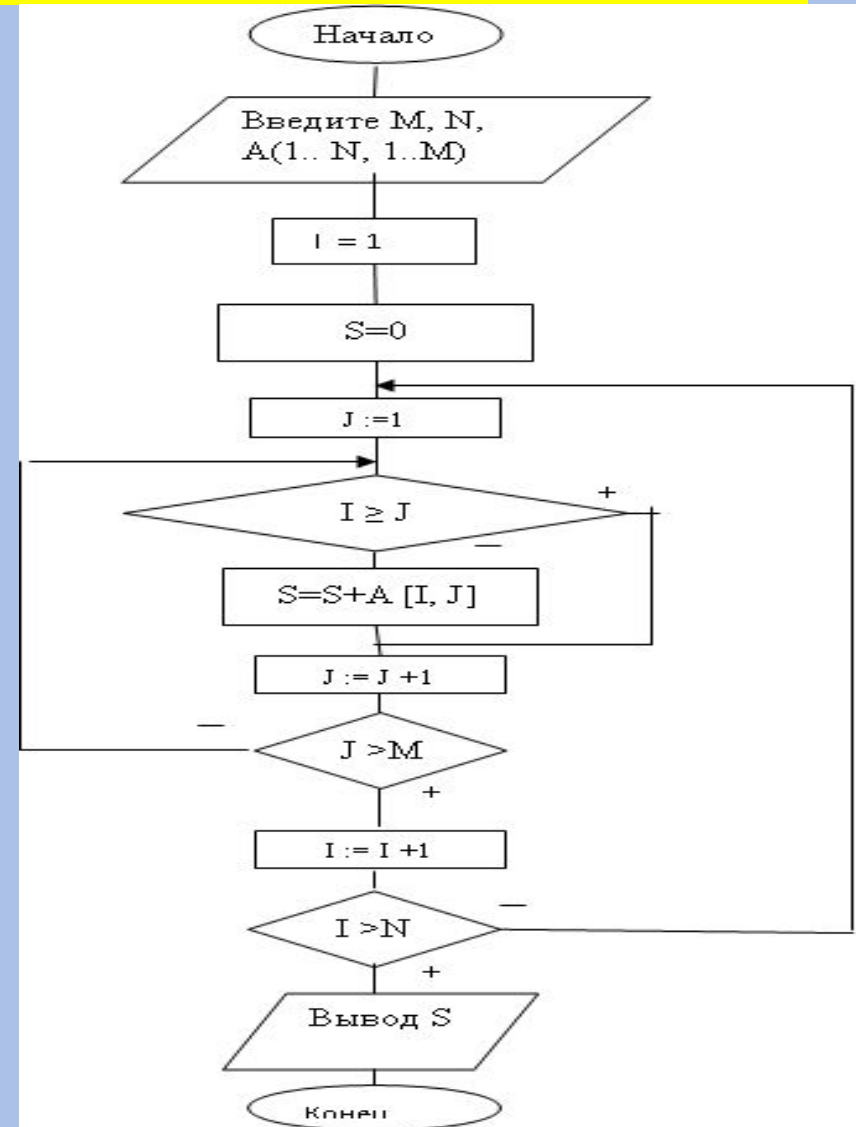 Начало
Введите M, N,
A(1.. N, 1..M)
I = 1
S=0
J :=1
I ≥ J
+
—
S=S+A [I, J]
J := J +1
—
J >M
+
I := I +1
—
I >N
+
Вывод S
Конец